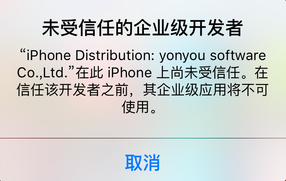 未受信任的企业级开发者
“iPhone Distribution: yonyou software
Co.,Ltd.”在此 iPhone 上尚未受信任。在
信任该开发者之前，其企业级应用将不可
使用。
取消